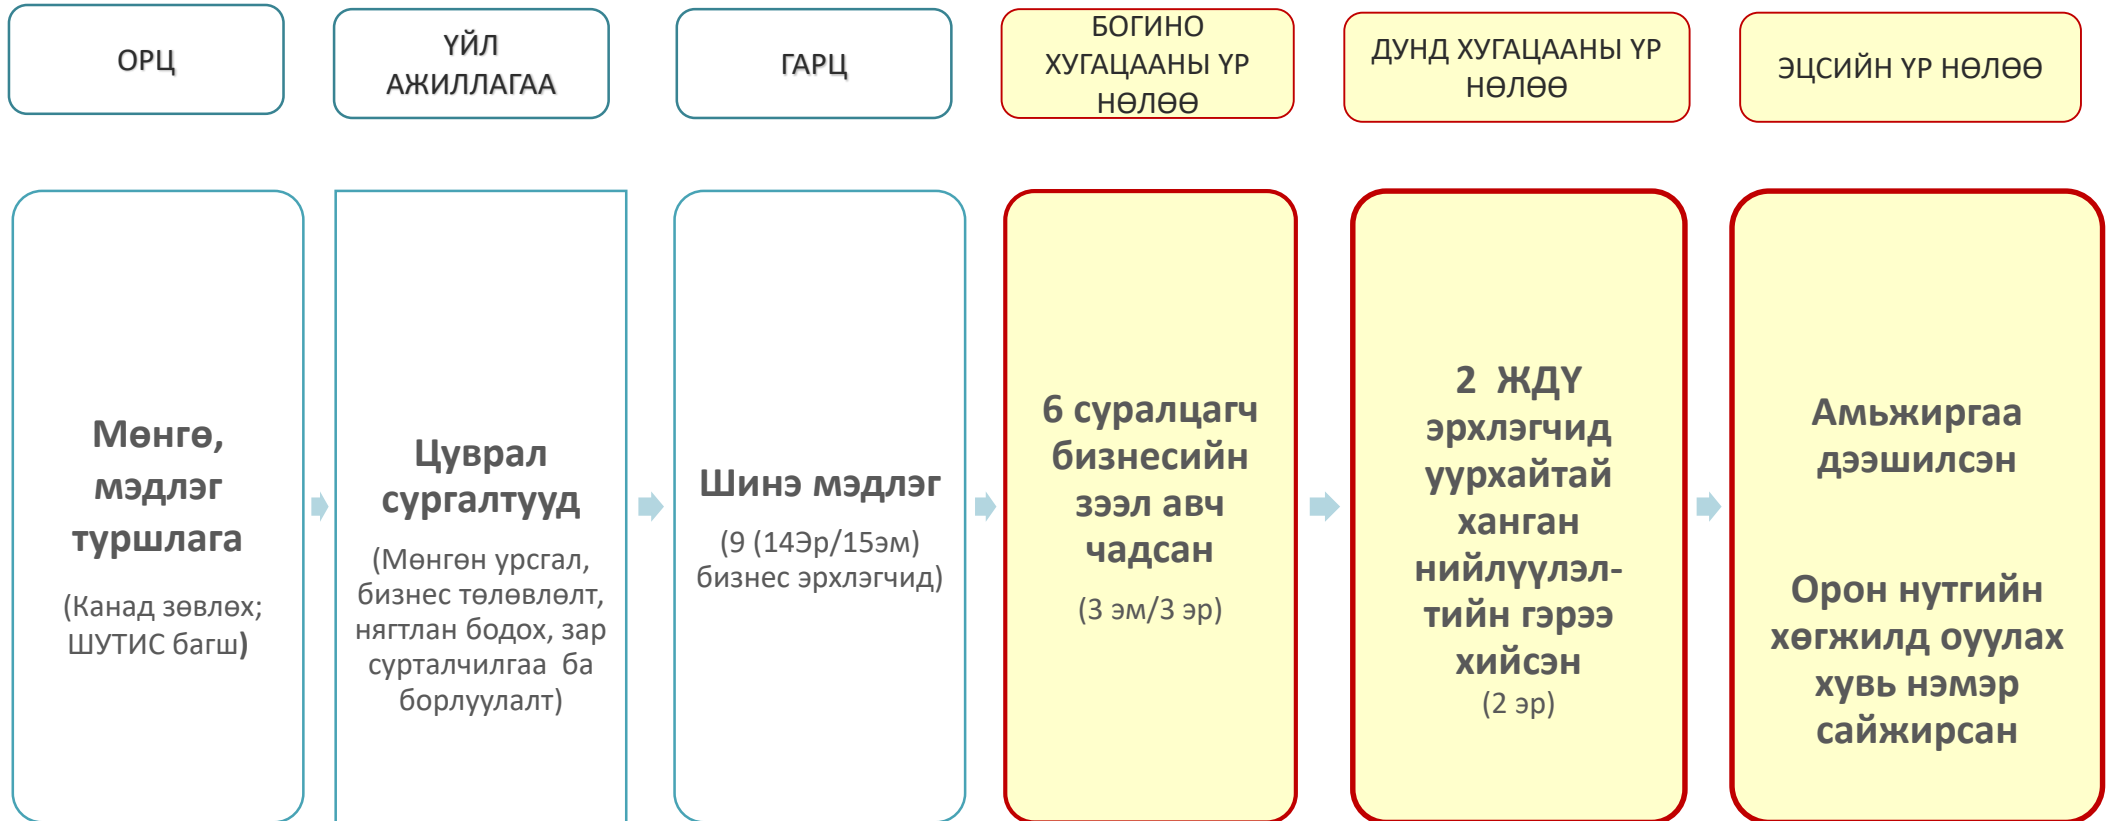 ОРЦ
ҮЙЛ
АЖИЛЛАГАА
ГАРЦ
БОГИНО
ХУГАЦААНЫ ҮР
НӨЛӨӨ
ДУНД ХУГАЦААНЫ ҮР
НӨЛӨӨ
ЭЦСИЙН ҮР НӨЛӨӨ
Мөнгө,
мэдлэг
туршлага
(Канад зөвлөх;
ШУТИС багш)
Цуврал
сургалтууд
(Мөнгөн урсгал,
бизнес төлөвлөлт,
нягтлан бодох, зар
сурталчилгаа ба
борлуулалт)
Шинэ мэдлэг
(9 (14Эр/15эм)
бизнес эрхлэгчид)
6 суралцагч
бизнесийн
зээл авч
чадсан
(3 эм/3 эр)
2 ЖДҮ
эрхлэгчид
уурхайтай
ханган
нийлүүлэл-
тийн гэрээ
хийсэн
(2 эр)
Амьжиргаа
дээшилсэн
Орон нутгийн
хөгжилд оуулах
хувь нэмэр
сайжирсан